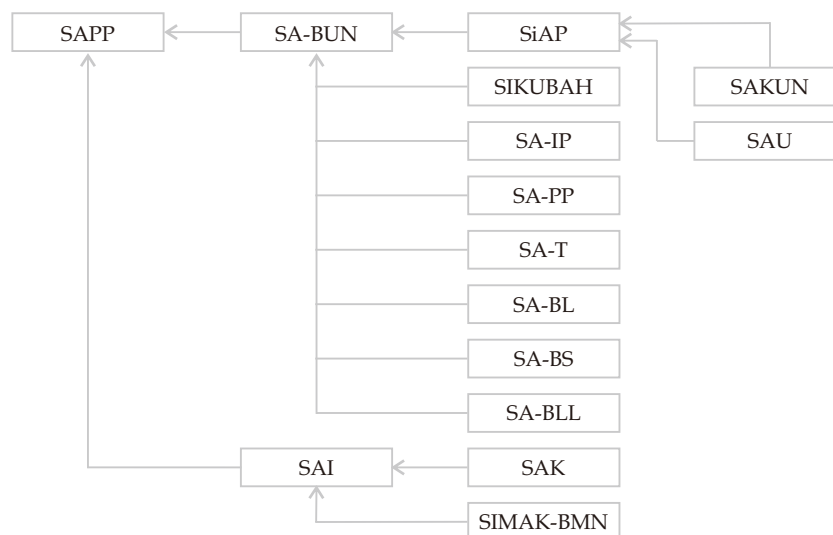 SAPP
SA-BUN
SiAP
SIKUBAH
SAKUN
SA-IP
SAU
SA-PP
SA-T
SA-BL
SA-BS
SA-BLL
SAI
SAK
SIMAK-BMN